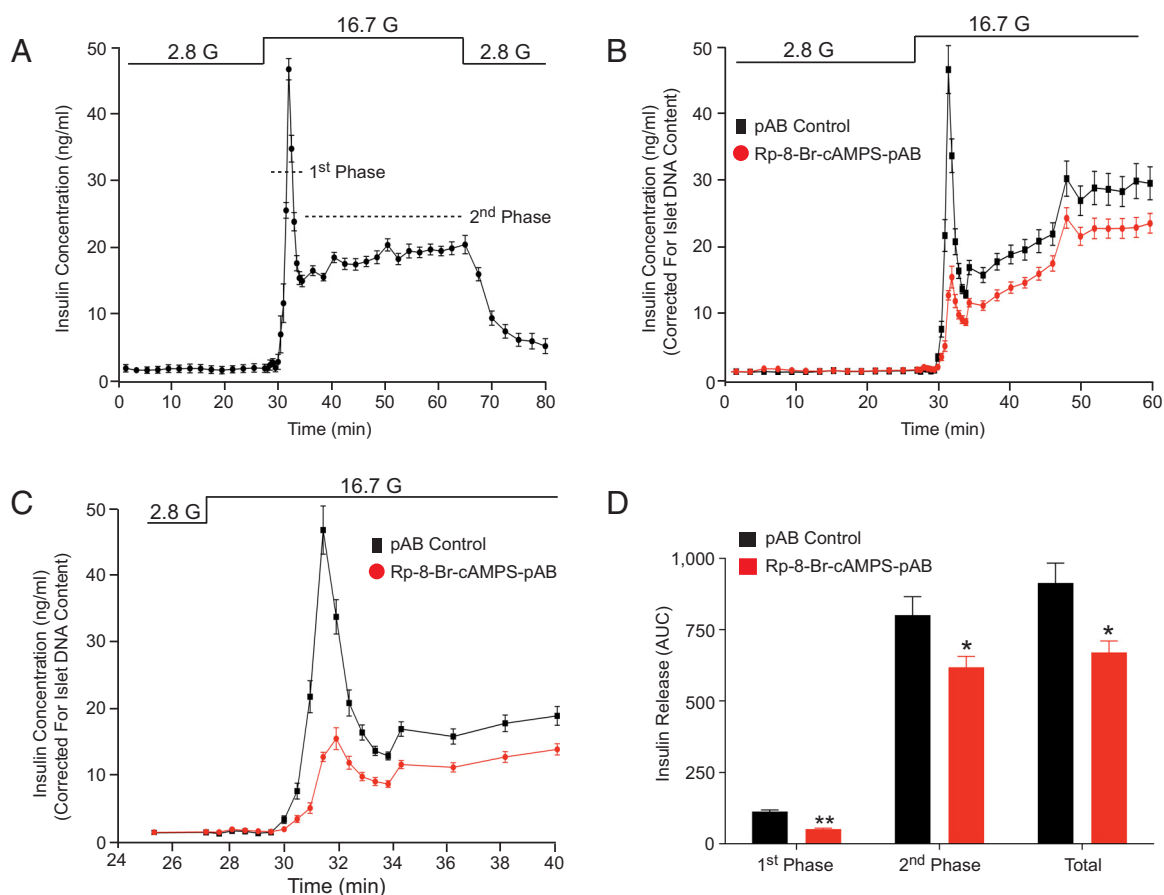 A
2.8 G
16.7 G
2.8 G
Insulin Concentration (ng/ml)
50
40
30
20
10
0
1st Phase
2nd Phase
0 10 20 30 40 50 60 70 80
Time (min)
B
2.8 G
16.7 G
Insulin Concentration (ng/ml)
(Corrected For Islet DNA Content)
50
40
30
20
10
0
pAB Control
Rp-8-Br-cAMPS-pAB
0 10 20 30 40 50 60
Time (min)
C
2.8 G
16.7 G
Insulin Concentration (ng/ml)
(Corrected For Islet DNA Content)
50
40
30
20
10
0
pAB Control
Rp-8-Br-cAMPS-pAB
24 26 28 30 32 34 36 38 40
Time (min)
D
pAB Control
Rp-8-Br-cAMPS-pAB
Insulin Release (AUC)
1,000
750
500
250
0
**
*
*
1st Phase 2nd Phase Total